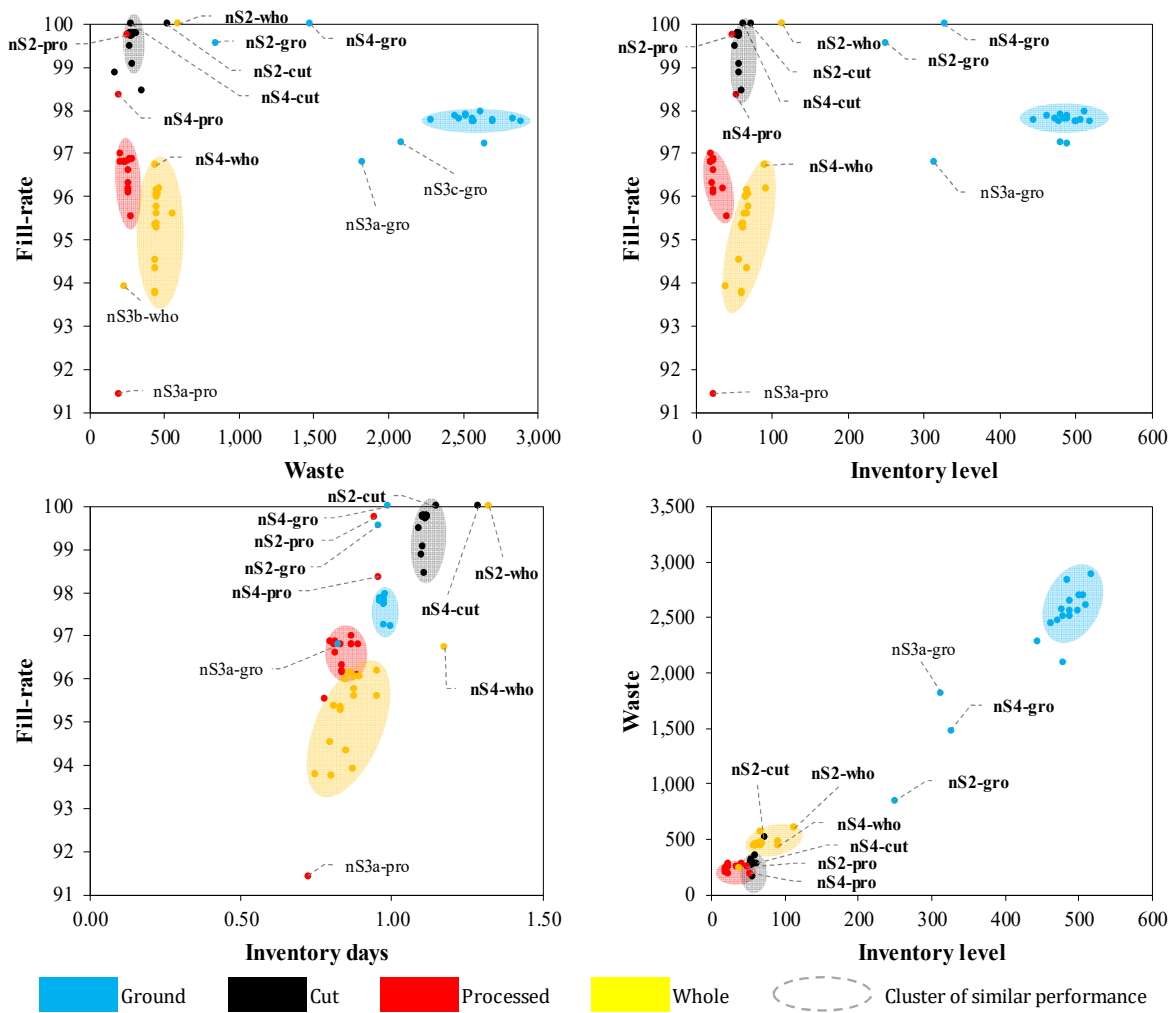 100
99
98
97
96
95
94
93
92
91
Fill-rate
0
500
1,000
1,500
2,000
2,500
3,000
Waste
nS2-who
nS2-pro
nS2-gro
nS4-gro
nS2-cut
nS4-cut
nS4-pro
nS4-who
nS3c-gro
nS3a-gro
nS3b-who
nS3a-pro
100
99
98
97
96
95
94
93
92
91
Fill-rate
0
100
200
300
400
500
600
Inventory level
nS2-pro
nS2-who
nS4-gro
nS2-gro
nS2-cut
nS4-cut
nS4-pro
nS4-who
nS3a-gro
nS3a-pro
100
99
98
97
96
95
94
93
92
91
Fill-rate
0.00
0.50
1.00
1.50
Inventory days
nS2-cut
nS4-gro
nS2-pro
nS2-gro
nS4-pro
nS2-who
nS4-cut
nS3a-gro
nS4-who
nS3a-pro
3,500
3,000
2,500
2,000
1,500
1,000
500
0
Waste
0
100
200
300
400
500
600
Inventory level
nS3a-gro
nS4-gro
nS2-cut
nS2-who
nS2-gro
nS4-who
nS4-cut
nS2-pro
nS4-pro
Ground
Cut
Processed
Whole
Cluster of similar performance